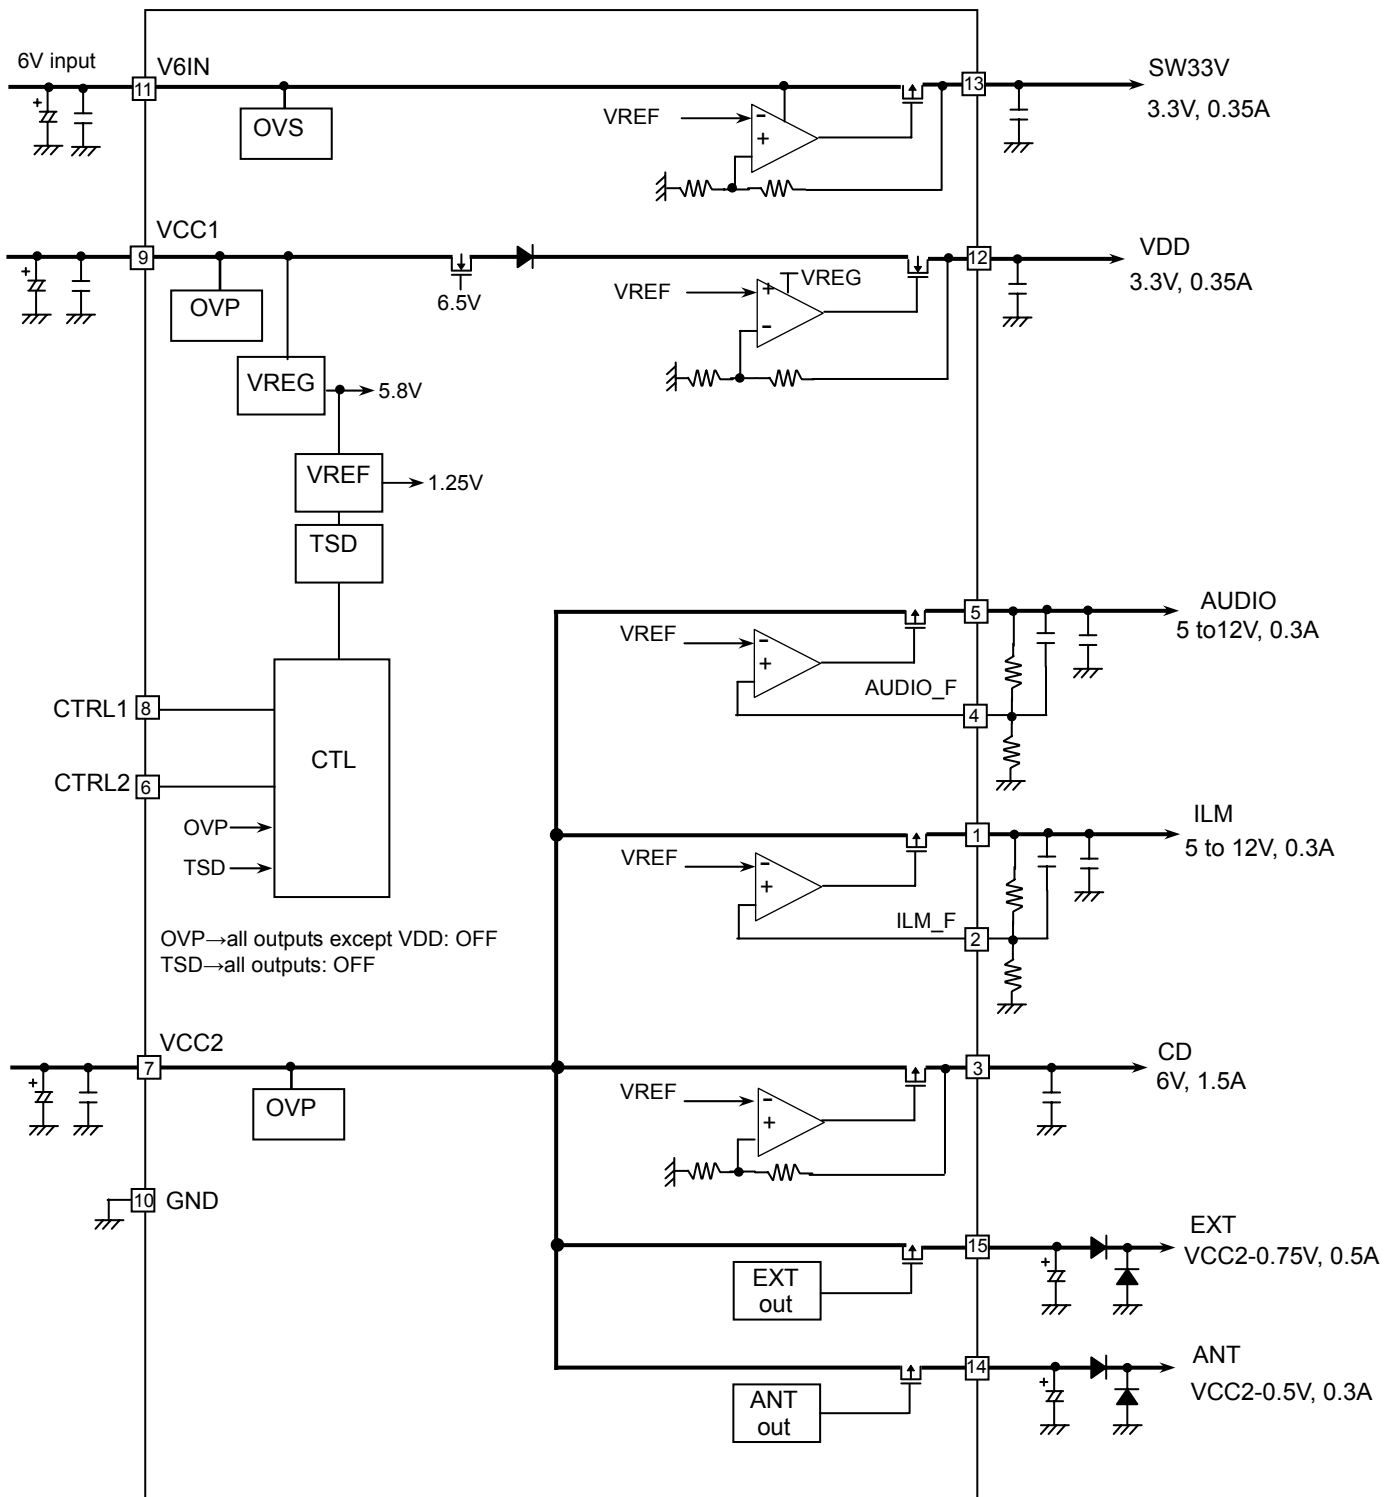 6V input
V6IN
11
OVS
VREF
-
+
13
SW33V
3.3V, 0.35A
VCC1
9
OVP
6.5V
VREF
+
-
VREG
12
VDD
3.3V, 0.35A
VREG
5.8V
VREF
1.25V
TSD
CTRL1
8
CTRL2
6
CTL
OVP
TSD
OVP→all outputs except VDD: OFF
TSD→all outputs: OFF
VREF
-
+
5
AUDIO
5 to12V, 0.3A
AUDIO_F
4
VREF
-
+
1
ILM
5 to 12V, 0.3A
ILM_F
2
VCC2
7
OVP
VREF
-
+
3
CD
6V, 1.5A
10
GND
EXT
out
15
EXT
VCC2-0.75V, 0.5A
ANT
out
14
ANT
VCC2-0.5V, 0.3A
+
+
+
+
+